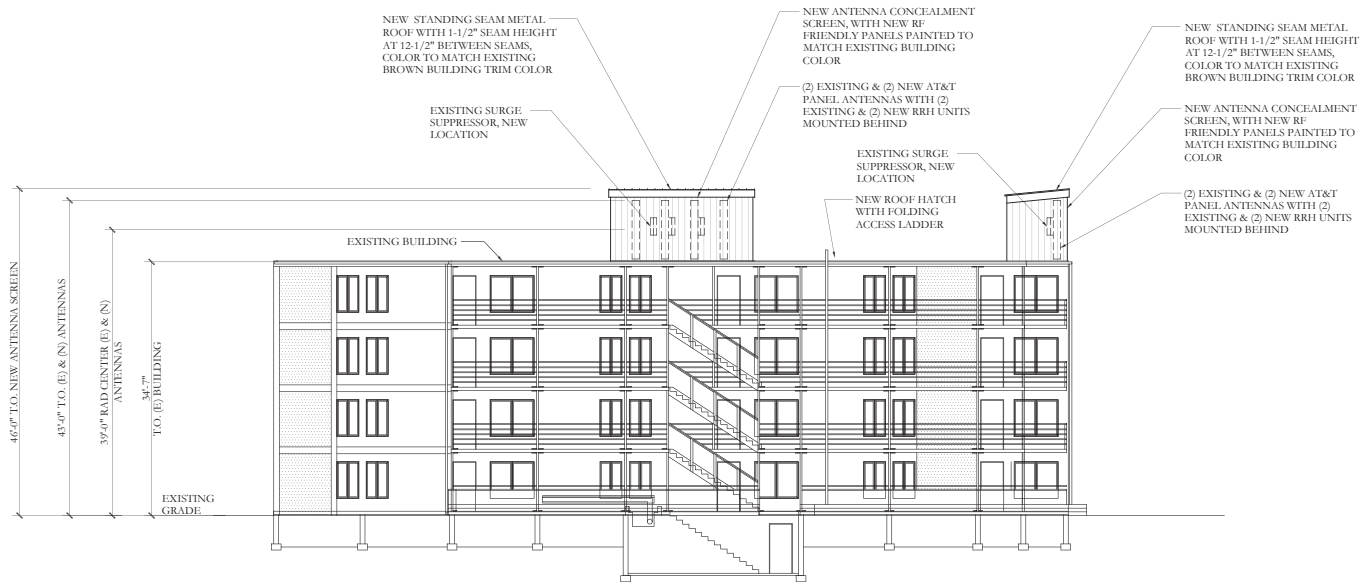 NEW STANDING SEAM METAL
ROOF WITH 1-1/2" SEAM HEIGHT
AT 12-1/2" BETWEEN SEAMS,
COLOR TO MATCH EXISTING
BROWN BUILDING TRIM COLOR
EXISTING SURGE
SUPPRESSOR, NEW
LOCATION
NEW ANTENNA CONCEALMENT
SCREEN, WITH NEW RF
FRIENDLY PANELS PAINTED TO
MATCH EXISTING BUILDING
COLOR
(2) EXISTING & (2) NEW AT&T
PANEL ANTENNAS WITH (2)
EXISTING & (2) NEW RRH UNITS
MOUNTED BEHIND
EXISTING SURGE
SUPPRESSOR, NEW
LOCATION
NEW ROOF HATCH
WITH FOLDING
ACCESS LADDER
NEW STANDING SEAM METAL
ROOF WITH 1-1/2" SEAM HEIGHT
AT 12-1/2" BETWEEN SEAMS,
COLOR TO MATCH EXISTING
BROWN BUILDING TRIM COLOR
NEW ANTENNA CONCEALMENT
SCREEN, WITH NEW RF
FRIENDLY PANELS PAINTED TO
MATCH EXISTING BUILDING
COLOR
(2) EXISTING & (2) NEW AT&T
PANEL ANTENNAS WITH (2)
EXISTING & (2) NEW RRH UNITS
MOUNTED BEHIND
EXISTING BUILDING
46'-0" T.O. NEW ANTENNA SCREEN
43'-0" T.O. (E) & (N) ANTENNAS
39'-0" RAD CENTER (E) & (N)
ANTENNAS
34'-7"
T.O. (E) BUILDING
EXISTING
GRADE